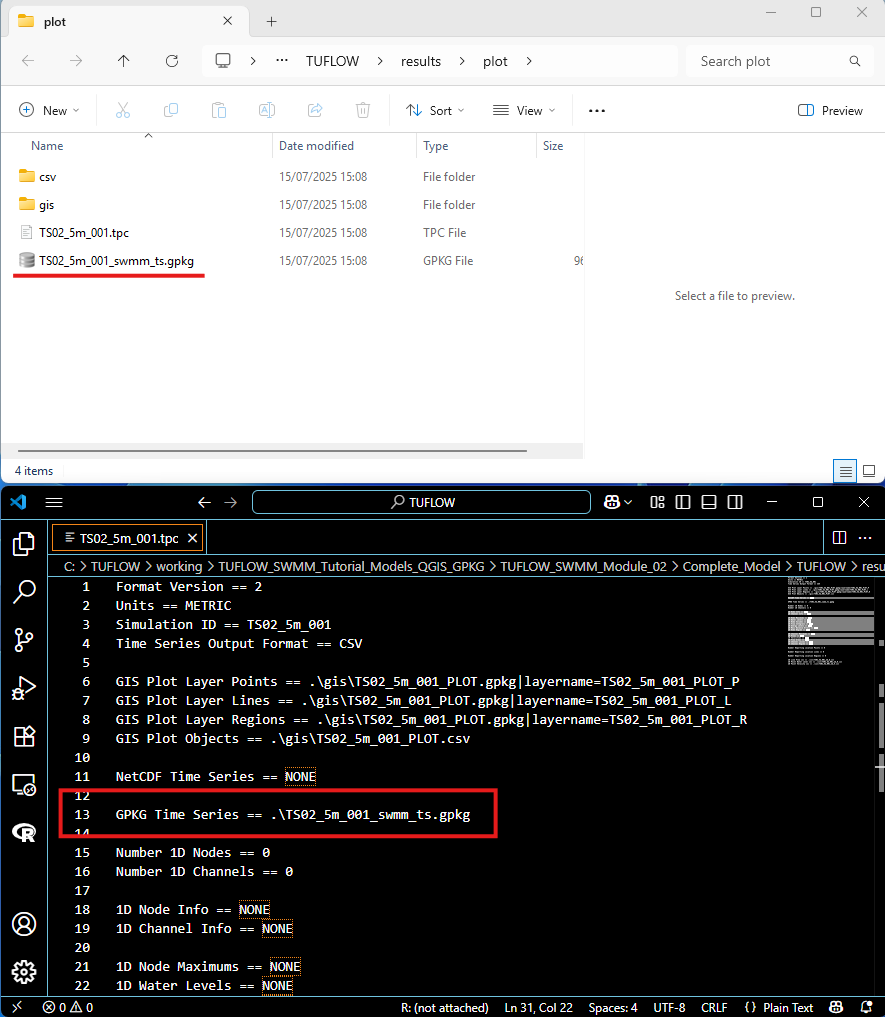 plot
TUFLOW
results
plot
Search plot
New
Sort
View
Preview
Name
Date modified
Type
Size
csv
15/07/2025 15:08
File folder
gis
15/07/2025 15:08
File folder
TS02_5m_001.tpc
15/07/2025 15:08
TPC File
TS02_5m_001_swmm_ts.gpkg
15/07/2025 15:08
GPKG File
96
Select a file to preview.
4 items
TUFLOW
TS02_5m_001.tpc
C: > TUFLOW > working > TUFLOW_SWMM_Tutorial_Models_QGIS_GPKG > TUFLOW_SWMM_Module_02 > Complete_Model > TUFLOW > resu
1 Format Version == 2
2 Units == METRIC
3 Simulation ID == TS02_5m_001
4 Time Series Output Format == CSV
5
6 GIS Plot Layer Points == .\gis\TS02_5m_001_PLOT.gpkg|layername=TS02_5m_001_PLOT_P
7 GIS Plot Layer Lines == .\gis\TS02_5m_001_PLOT.gpkg|layername=TS02_5m_001_PLOT_L
8 GIS Plot Layer Regions == .\gis\TS02_5m_001_PLOT.gpkg|layername=TS02_5m_001_PLOT_R
9 GIS Plot Objects == .\gis\TS02_5m_001_PLOT.csv
10
11 NetCDF Time Series == NONE
12
13 GPKG Time Series == .\TS02_5m_001_swmm_ts.gpkg
14
15 Number 1D Nodes == 0
16 Number 1D Channels == 0
17
18 1D Node Info == NONE
19 1D Channel Info == NONE
20
21 1D Node Maximums == NONE
22 1D Water Levels == NONE
0 0
R: (not attached)
Ln 31, Col 22
Spaces: 4
UTF-8
CRLF
{ } Plain Text